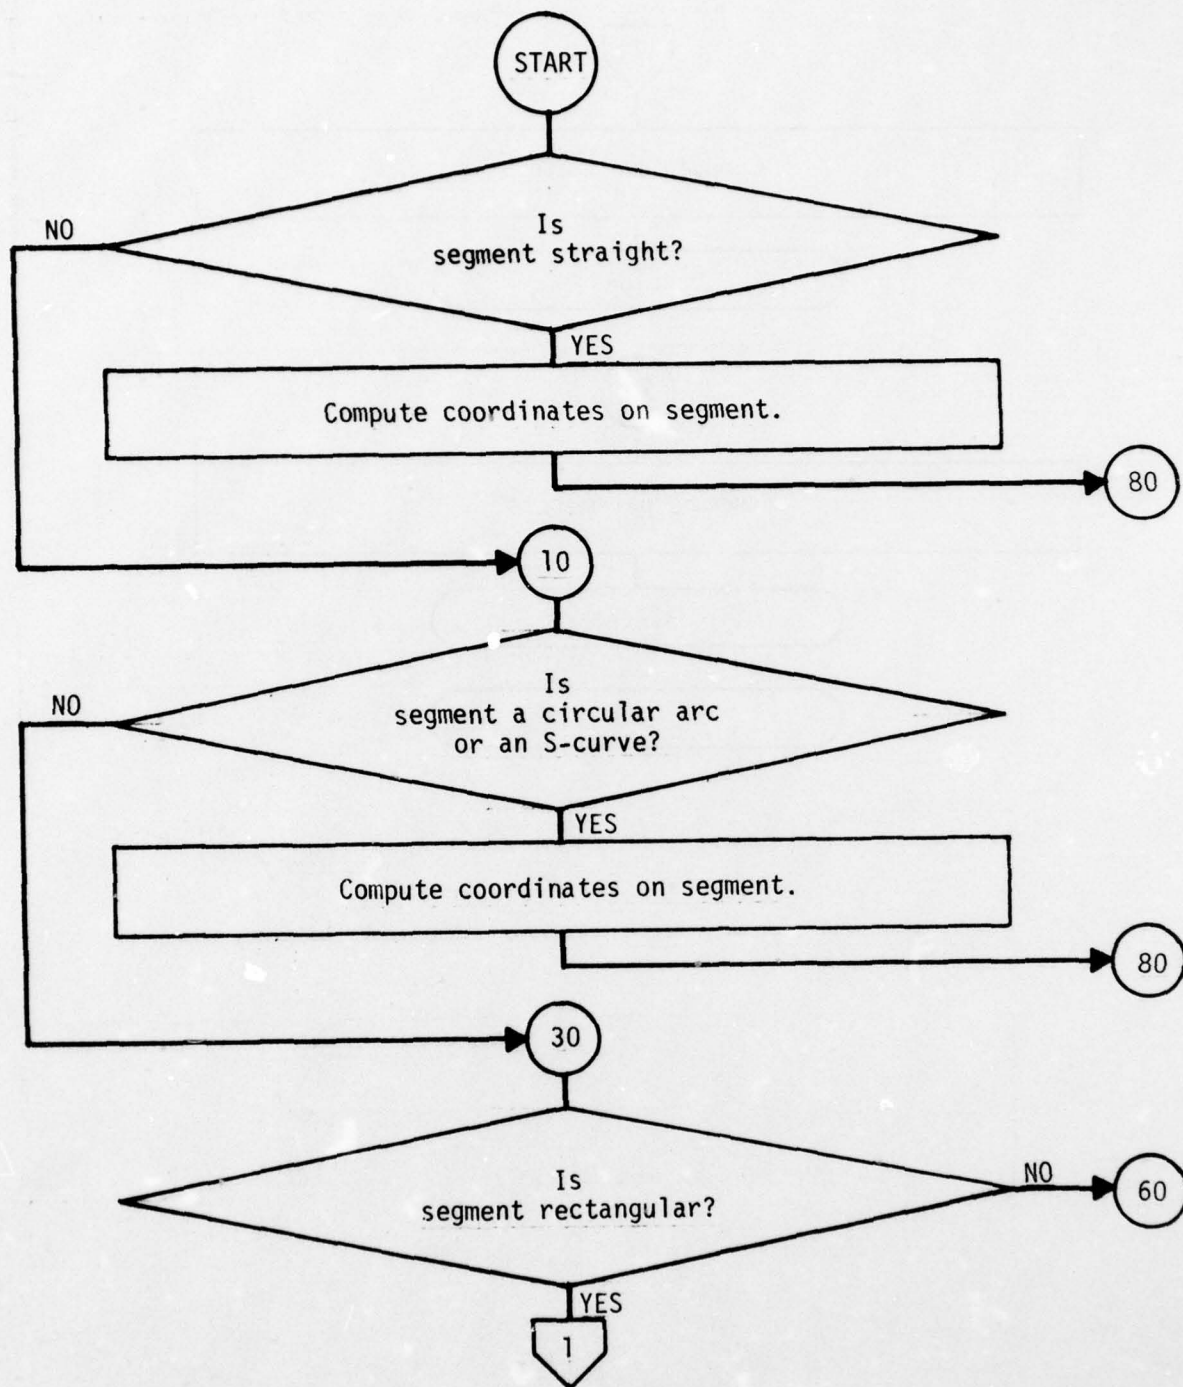 START
Is
segment straight?
NO
YES
Compute coordinates on segment.
80
10
Is
segment a circular arc
or an S-curve?
NO
YES
Compute coordinates on segment.
80
30
Is
segment rectangular?
NO
60
YES
1